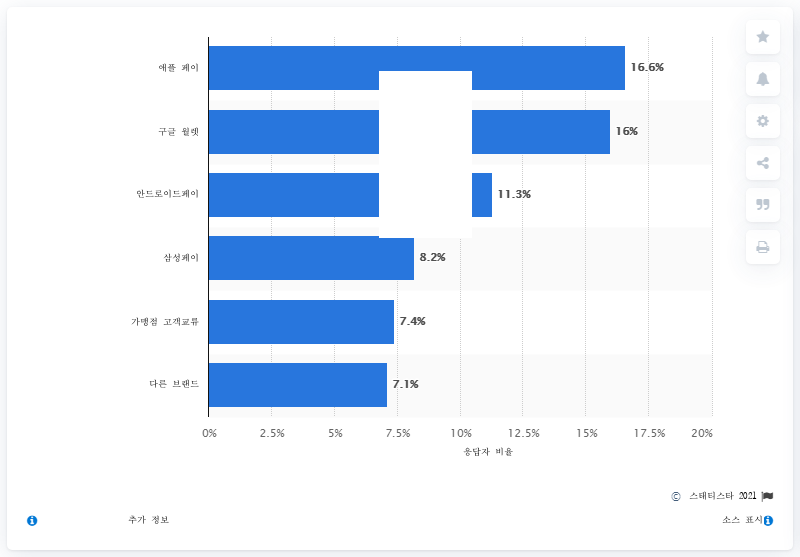 애플 페이
16.6%
구글 월렛
16%
안드로이드페이
11.3%
삼성페이
8.2%
가맹점 고객교류
7.4%
다른 브랜드
7.1%
0% 2.5% 5% 7.5% 10% 12.5% 15% 17.5% 20%
응답자 비율
© 스태티스타 2021
추가 정보
소스 표시